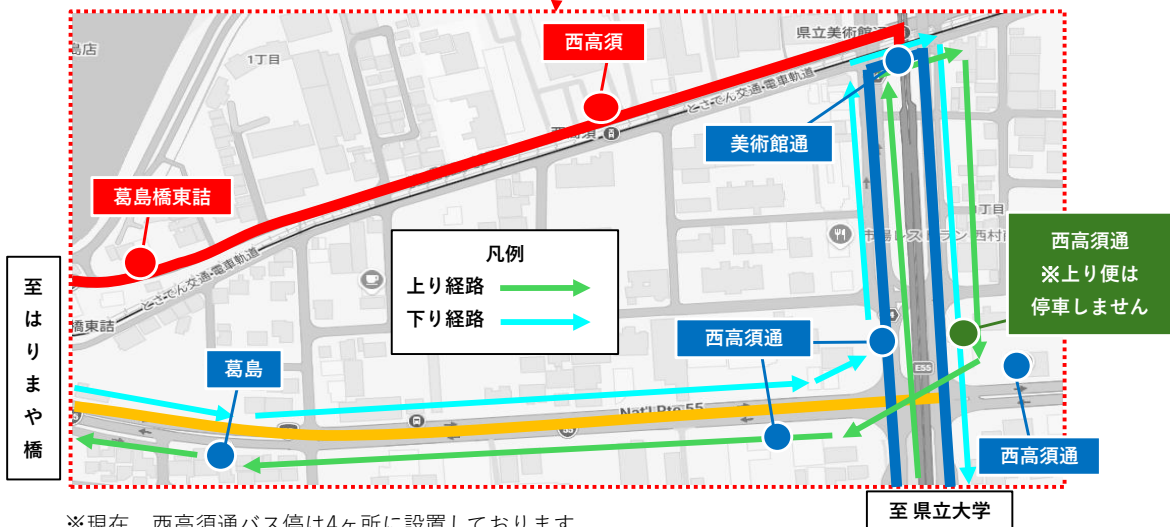 島店
1丁目
西高須
県立美術館通
とさでん交通・電車軌道
西高須
美術館通
葛島橋東詰
1丁目
凡例
上り経路
下り経路
西高須通
※上り便は
停車しません
至はりまや橋
とさでん交通・電車軌道
橋東詰
西高須通
葛島
E55
Nat'l Rte 55
55
西高須通
至 県立大学
※現在、西高須通バス停は4ヶ所に設置しております